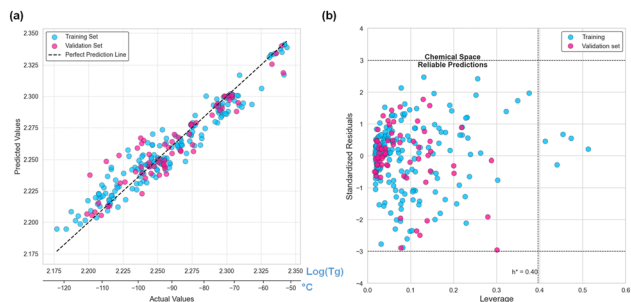 (a)
2.350
2.325
2.300
2.275
2.250
2.225
2.200
2.175
Predicted Values
Training Set
Validation Set
Perfect Prediction Line
2.175 2.200 2.225 2.250 2.275 2.300 2.325 2.350
Log(Tg)
-120 -110 -100 -90 -80 -70 -60 -50
°C
Actual Values
(b)
4
3
2
1
0
-1
-2
-3
-4
Standardized Residuals
Chemical Space
Reliable Predictions
Training
Validation set
h* = 0.40
0.0 0.1 0.2 0.3 0.4 0.5 0.6
Leverage